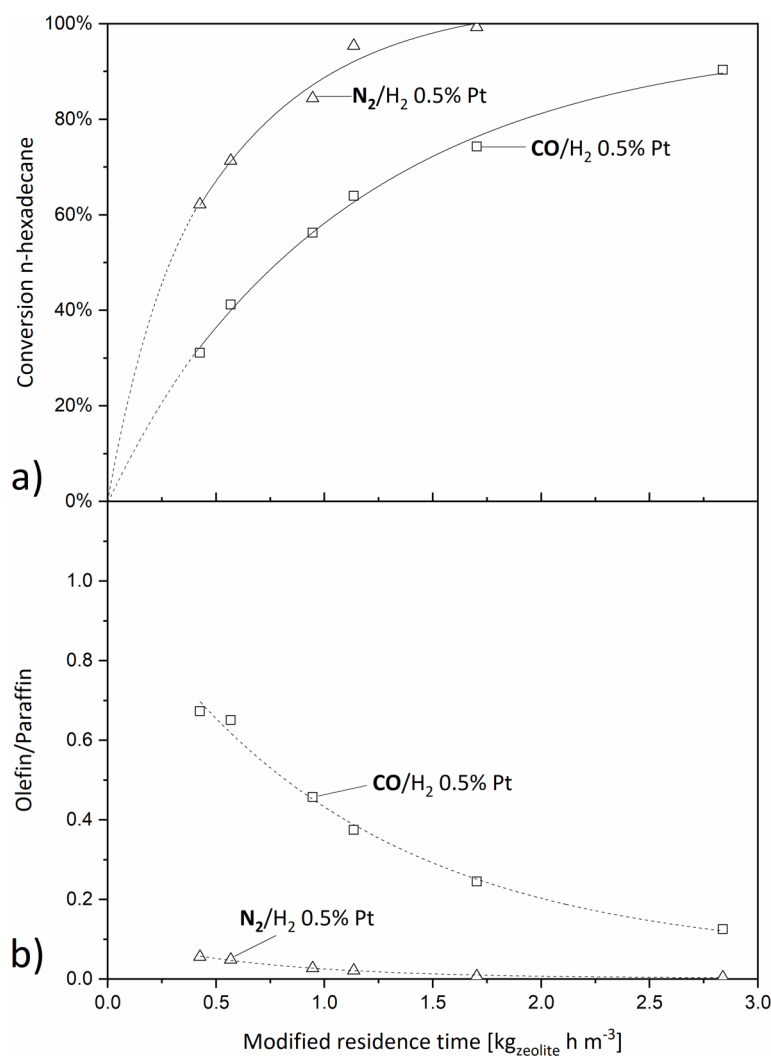 100%
80%
60%
40%
20%
0%
Conversion n-hexadecane
N₂/H₂ 0.5% Pt
CO/H₂ 0.5% Pt
a)
1.0
0.8
0.6
0.4
0.2
0.0
Olefin/Paraffin
CO/H₂ 0.5% Pt
N₂/H₂ 0.5% Pt
b)
0.0 0.5 1.0 1.5 2.0 2.5 3.0
Modified residence time [kg_zeolite h m⁻³]